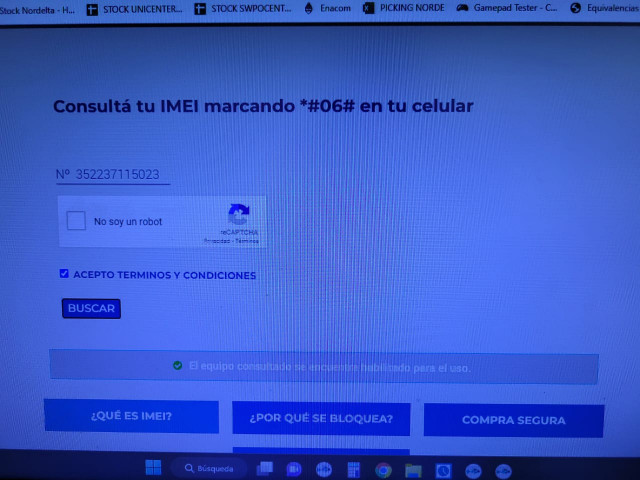 Stock Nordelta - H... STOCK UNICENTER... STOCK SWPOCENT... Enacom PICKING NORDE Gamepad Tester - C... Equivalencias
Consultá tu IMEI marcando *#06# en tu celular
Nº 352237115023
No soy un robot
reCAPTCHA
Privacidad - Términos
ACEPTO TERMINOS Y CONDICIONES
BUSCAR
El equipo consultado se encuentra habilitado para el uso.
¿QUÉ ES IMEI? ¿POR QUÉ SE BLOQUEA? COMPRA SEGURA
Búsqueda